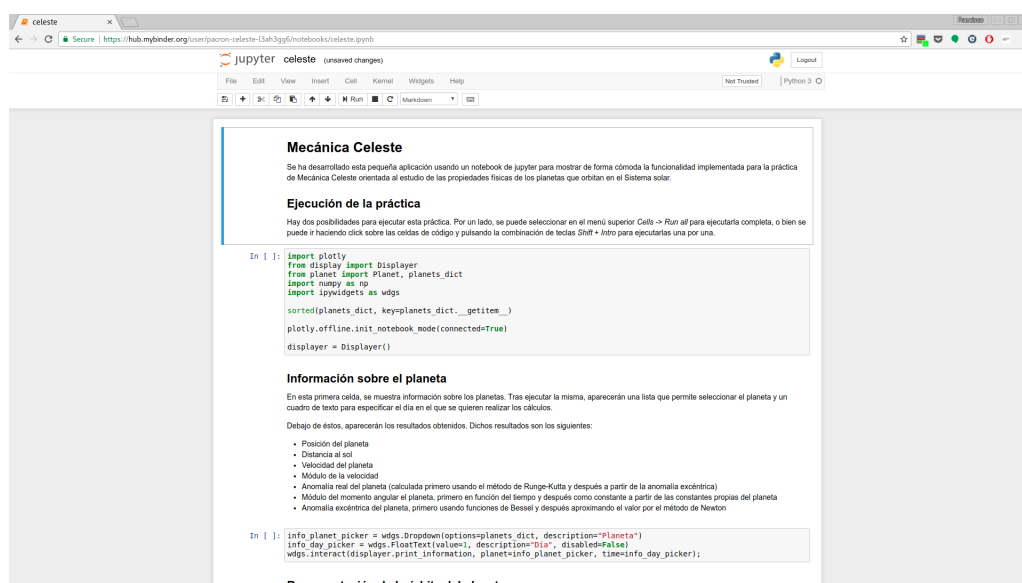 celeste
Francisco
Secure | https://hub.mybinder.org/user/pacron-celeste-l3ah3gg6/notebooks/celeste.ipynb
jupyter celeste (unsaved changes)
Logout
File Edit View Insert Cell Kernel Widgets Help
Not Trusted | Python 3
Run Markdown
Mecánica Celeste
Se ha desarrollado esta pequeña aplicación usando un notebook de jupyter para mostrar de forma cómoda la funcionalidad implementada para la práctica
de Mecánica Celeste orientada al estudio de las propiedades físicas de los planetas que orbitan en el Sistema solar.
Ejecución de la práctica
Hay dos posibilidades para ejecutar esta práctica. Por un lado, se puede seleccionar en el menú superior Cells -> Run all para ejecutarla completa, o bien se
puede ir haciendo click sobre las celdas de código y pulsando la combinación de teclas Shift + Intro para ejecutarlas una por una.
In [ ]: import plotly
from display import Displayer
from planet import Planet, planets_dict
import numpy as np
import ipywidgets as wdgs
sorted(planets_dict, key=planets_dict.__getitem__)
plotly.offline.init_notebook_mode(connected=True)
displayer = Displayer()
Información sobre el planeta
En esta primera celda, se muestra información sobre los planetas. Tras ejecutar la misma, aparecerán una lista que permite seleccionar el planeta y un
cuadro de texto para especificar el día en el que se quieren realizar los cálculos.
Debajo de éstos, aparecerán los resultados obtenidos. Dichos resultados son los siguientes:
• Posición del planeta
• Distancia al sol
• Velocidad del planeta
• Módulo de la velocidad
• Anomalía real del planeta (calculada primero usando el método de Runge-Kutta y después a partir de la anomalía excéntrica)
• Módulo del momento angular el planeta, primero en función del tiempo y después como constante a partir de las constantes propias del planeta
• Anomalía excéntrica del planeta, primero usando funciones de Bessel y después aproximando el valor por el método de Newton
In [ ]: info_planet_picker = wdgs.Dropdown(options=planets_dict, description="Planeta")
info_day_picker = wdgs.FloatText(value=1, description="Día", disabled=False)
wdgs.interact(displayer.print_information, planet=info_planet_picker, time=info_day_picker);